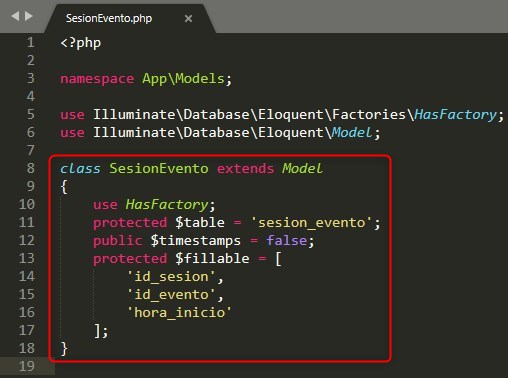 SesionEvento.php ×
1 <?php
2
3 namespace App\Models;
4
5 use Illuminate\Database\Eloquent\Factories\HasFactory;
6 use Illuminate\Database\Eloquent\Model;
7
8 class SesionEvento extends Model
9 {
10     use HasFactory;
11     protected $table = 'sesion_evento';
12     public $timestamps = false;
13     protected $fillable = [
14         'id_sesion',
15         'id_evento',
16         'hora_inicio'
17     ];
18 }
19